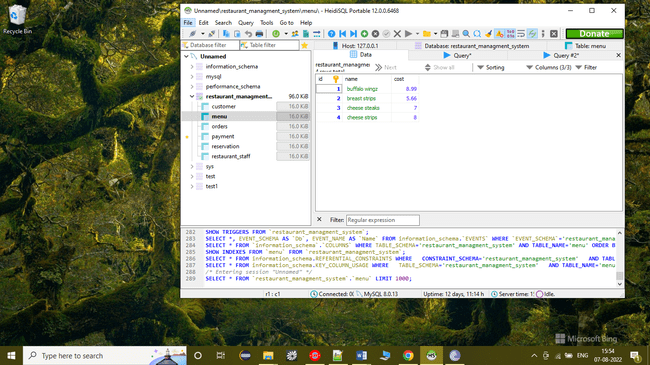 Recycle Bin
Unnamed\restaurant_managment_system\menu\ - HeidiSQL Portable 12.0.0.6468
File Edit Search Query Tools Go to Help
Donate
Database filter Table filter
Host: 127.0.0.1 Database: restaurant_managment_system Table: menu
Data Query* Query #2*
restaurant_managmen
Next Show all Sorting Columns (3/3) Filter
Unnamed
information_schema
mysql
performance_schema
restaurant_managment... 96.0 KiB
customer 16.0 KiB
menu 16.0 KiB
orders 16.0 KiB
payment 16.0 KiB
reservation 16.0 KiB
restaurant_staff 16.0 KiB
sys
test
test1
id name cost
1 buffalo wings 8.99
2 breast strips 5.66
3 cheese steaks 7
4 cheese strips 8
Filter: Regular expression
282 SHOW TRIGGERS FROM `restaurant_managment_system`;
283 SELECT *, EVENT_SCHEMA AS `Db`, EVENT_NAME AS `Name` FROM information_schema.`EVENTS` WHERE `EVENT_SCHEMA`='restaurant_mana
284 SELECT * FROM `information_schema`.`COLUMNS` WHERE TABLE_SCHEMA='restaurant_managment_system' AND TABLE_NAME='menu' ORDER B
285 SHOW INDEXES FROM `menu` FROM `restaurant_managment_system`;
286 SELECT * FROM information_schema.REFERENTIAL_CONSTRAINTS WHERE CONSTRAINT_SCHEMA='restaurant_managment_system' AND TABL
287 SELECT * FROM information_schema.KEY_COLUMN_USAGE WHERE TABLE_SCHEMA='restaurant_managment_system' AND TABLE_NAME='menu
288 /* Entering session "Unnamed" */
289 SELECT * FROM `restaurant_managment_system`.`menu` LIMIT 1000;
r1 : c1 Connected: 0( MySQL 8.0.13 Uptime: 12 days, 11:14 h Server time: 1 Idle.
Microsoft Bing
Type here to search
ENG
15:54
07-08-2022